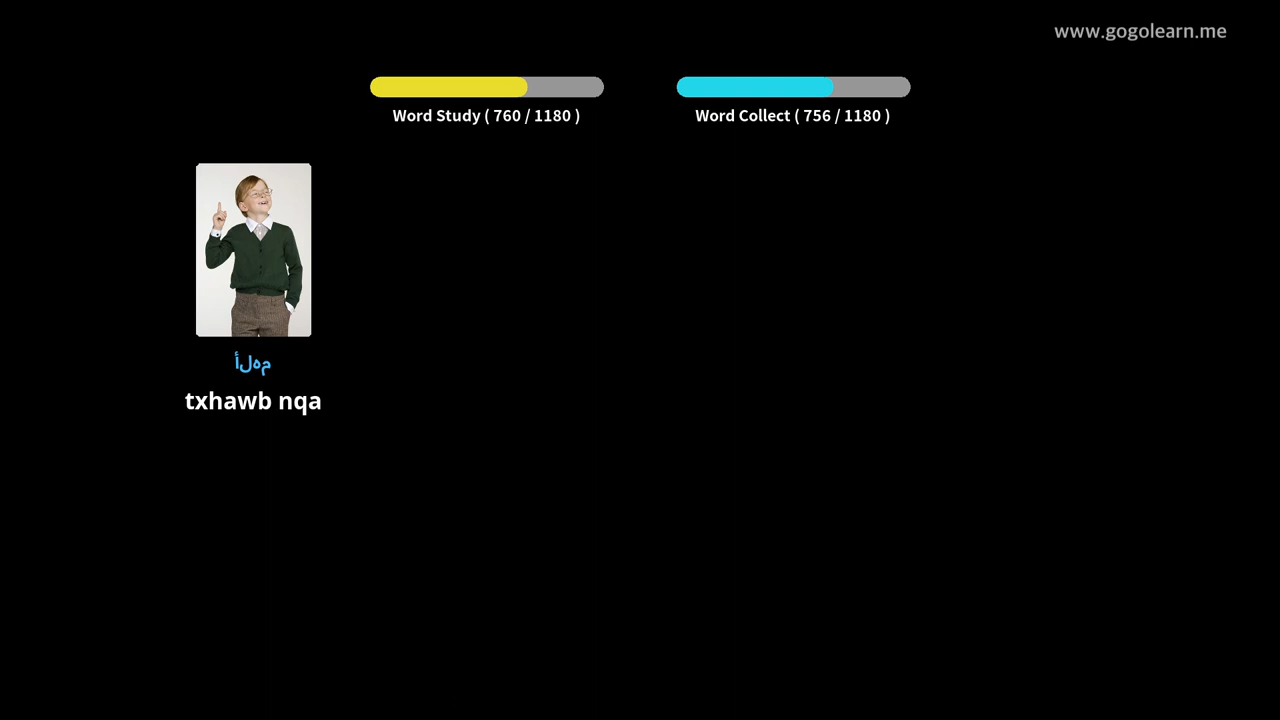 www.gogolearn.me
Word Study ( 760 / 1180 )
Word Collect ( 756 / 1180 )
ألهم
txhawb nqa